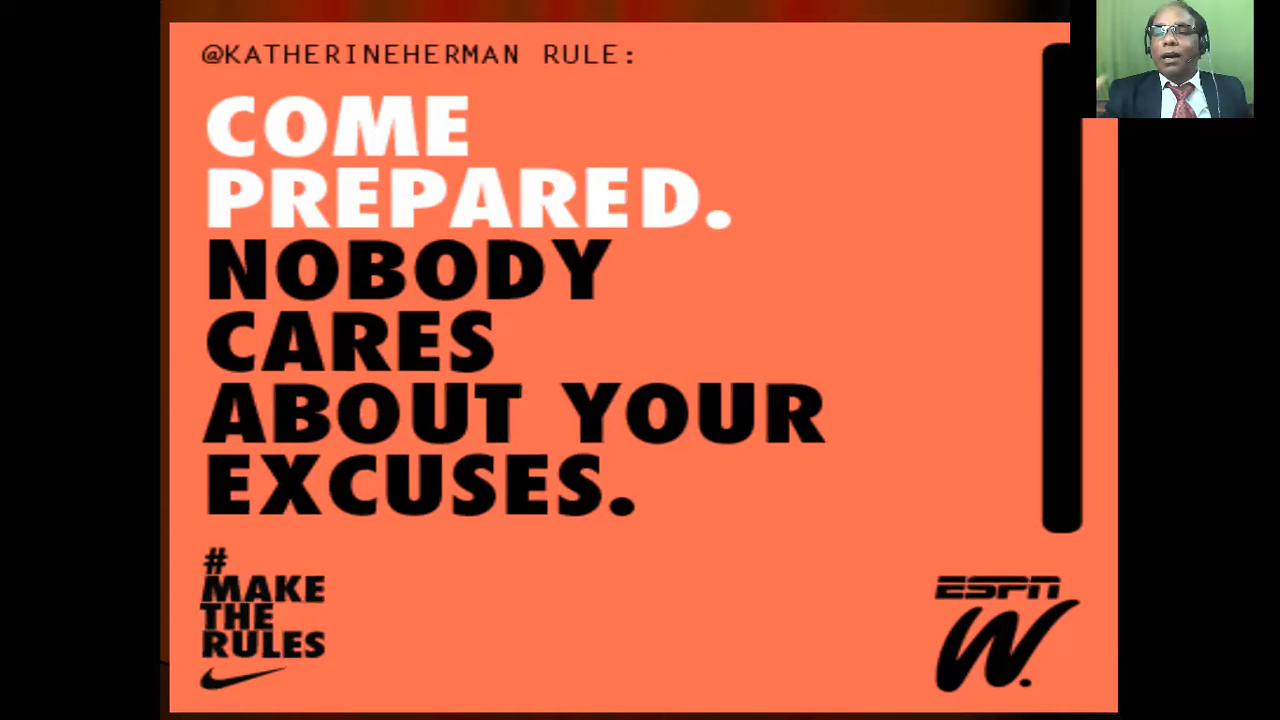 @KATHERINEHERMAN RULE:
COME
PREPARED.
NOBODY
CARES
ABOUT YOUR
EXCUSES.
#
MAKE
THE
RULES
ESPN
W.